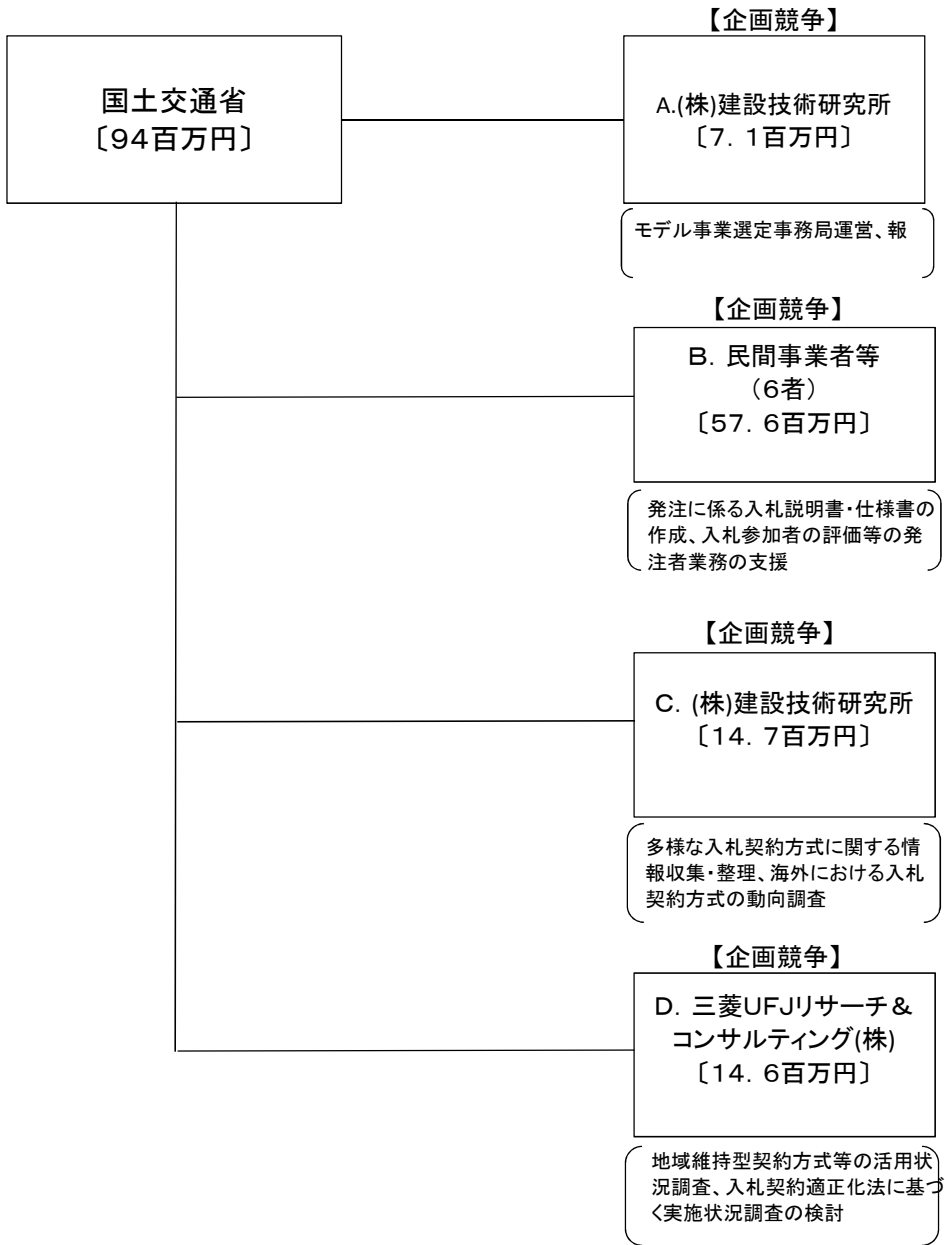 国土交通省
〔94百万円〕
【企画競争】
A.(株)建設技術研究所
〔7．1百万円〕
モデル事業選定事務局運営、報
【企画競争】
B．民間事業者等
（6者）
〔57．6百万円〕
発注に係る入札説明書・仕様書の
作成、入札参加者の評価等の発
注者業務の支援
【企画競争】
C．(株)建設技術研究所
〔14．7百万円〕
多様な入札契約方式に関する情
報収集・整理、海外における入札
契約方式の動向調査
【企画競争】
D．三菱UFJリサーチ＆
コンサルティング(株)
〔14．6百万円〕
地域維持型契約方式等の活用状
況調査、入札契約適正化法に基づ
く実施状況調査の検討